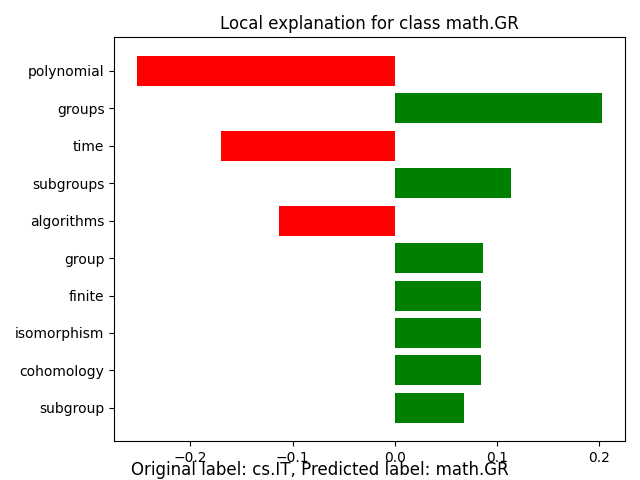 Local explanation for class math.GR
polynomial
groups
time
subgroups
algorithms
group
finite
isomorphism
cohomology
subgroup
−0.2 −0.1 0.0 0.1 0.2
Original label: cs.IT, Predicted label: math.GR